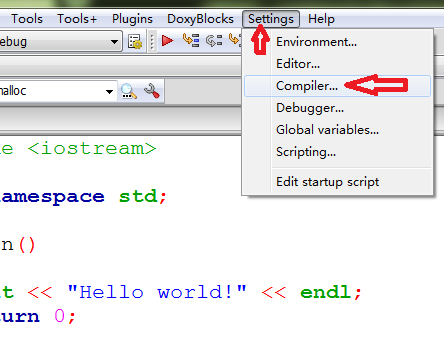 Tools Tools+ Plugins DoxyBlocks Settings Help
ebug
Environment...
Editor...
alloc
Compiler...
Debugger...
Global variables...
Scripting...
Edit startup script
e <iostream>
amespace std;
n()
t << "Hello world!" << endl;
urn 0;